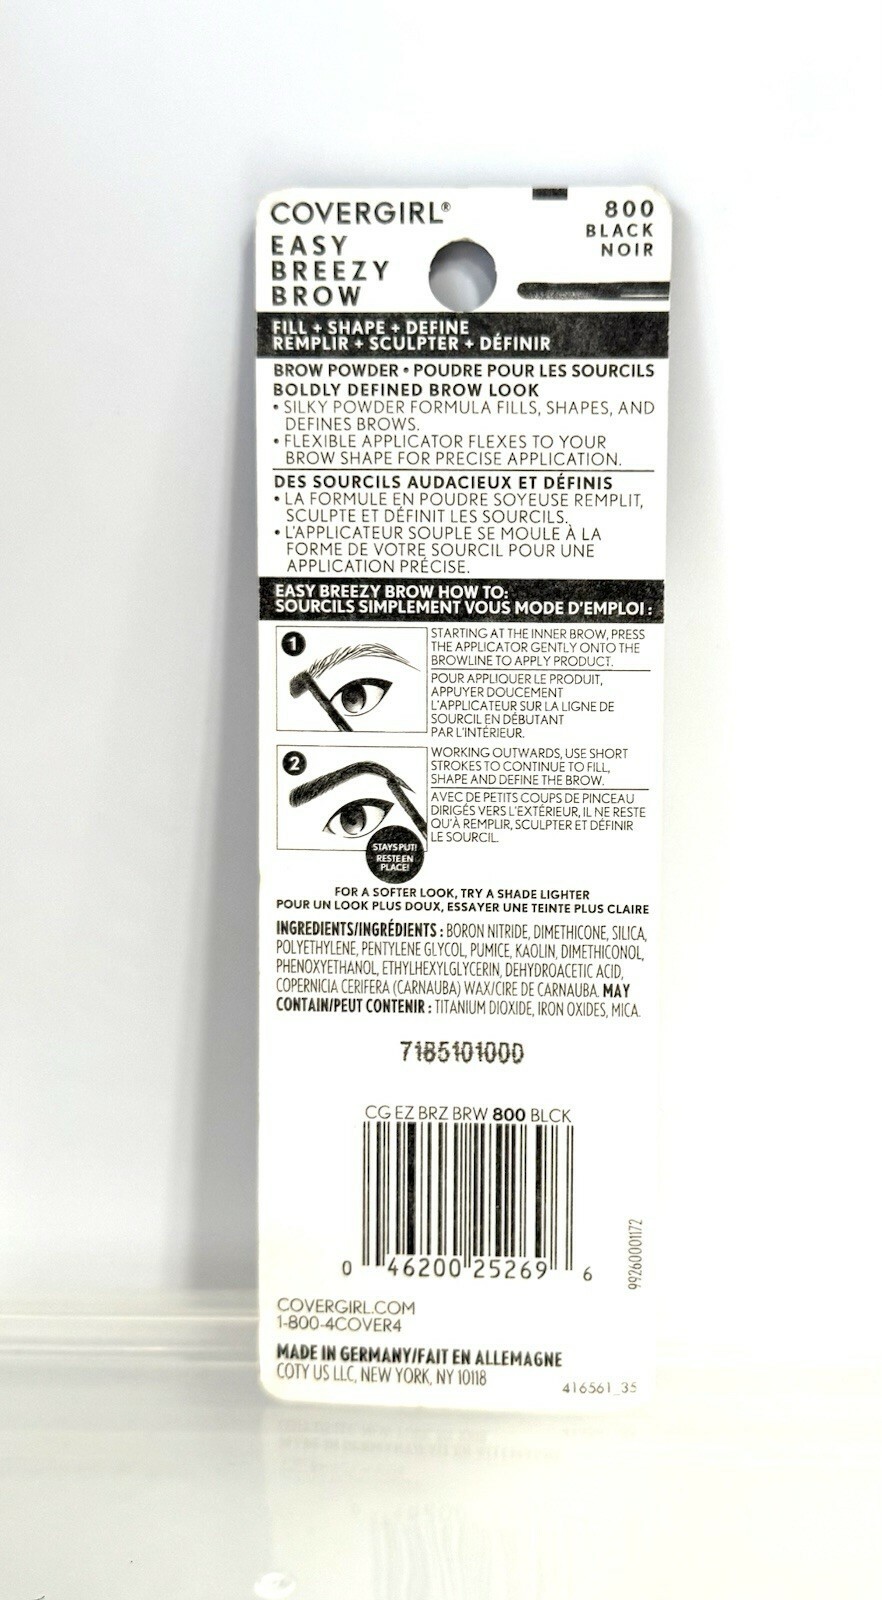 COVERGIRL®
EASY
BREEZY
BROW
800
BLACK
NOIR
FILL + SHAPE + DEFINE
REMPLIR + SCULPTER + DÉFINIR
BROW POWDER • POUDRE POUR LES SOURCILS
BOLDLY DEFINED BROW LOOK
• SILKY POWDER FORMULA FILLS, SHAPES, AND
DEFINES BROWS.
• FLEXIBLE APPLICATOR FLEXES TO YOUR
BROW SHAPE FOR PRECISE APPLICATION.
DES SOURCILS AUDACIEUX ET DÉFINIS
• LA FORMULE EN POUDRE SOYEUSE REMPLIT,
SCULPTE ET DÉFINIT LES SOURCILS.
• L'APPLICATEUR SOUPLE SE MOULE À LA
FORME DE VOTRE SOURCIL POUR UNE
APPLICATION PRÉCISE.
EASY BREEZY BROW HOW TO:
SOURCILS SIMPLEMENT VOUS MODE D'EMPLOI :
1
STARTING AT THE INNER BROW, PRESS
THE APPLICATOR GENTLY ONTO THE
BROWLINE TO APPLY PRODUCT.
POUR APPLIQUER LE PRODUIT,
APPUYER DOUCEMENT
L'APPLICATEUR SUR LA LIGNE DE
SOURCIL EN DÉBUTANT
PAR L'INTÉRIEUR.
2
WORKING OUTWARDS, USE SHORT
STROKES TO CONTINUE TO FILL,
SHAPE AND DEFINE THE BROW.
AVEC DE PETITS COUPS DE PINCEAU
DIRIGÉS VERS L'EXTÉRIEUR, IL NE RESTE
QU'À REMPLIR, SCULPTER ET DÉFINIR
LE SOURCIL.
STAYS PUT!
RESTE EN
PLACE!
FOR A SOFTER LOOK, TRY A SHADE LIGHTER
POUR UN LOOK PLUS DOUX, ESSAYER UNE TEINTE PLUS CLAIRE
INGREDIENTS/INGRÉDIENTS : BORON NITRIDE, DIMETHICONE, SILICA,
POLYETHYLENE, PENTYLENE GLYCOL, PUMICE, KAOLIN, DIMETHICONOL,
PHENOXYETHANOL, ETHYLHEXYLGLYCERIN, DEHYDROACETIC ACID,
COPERNICIA CERIFERA (CARNAUBA) WAX/CIRE DE CARNAUBA. MAY
CONTAIN/PEUT CONTENIR : TITANIUM DIOXIDE, IRON OXIDES, MICA.
7185101000
CG EZ BRZ BRW 800 BLCK
0 46200 25269 6
99260001172
COVERGIRL.COM
1-800-4COVER4
MADE IN GERMANY/FAIT EN ALLEMAGNE
COTY US LLC, NEW YORK, NY 10118
416561_35